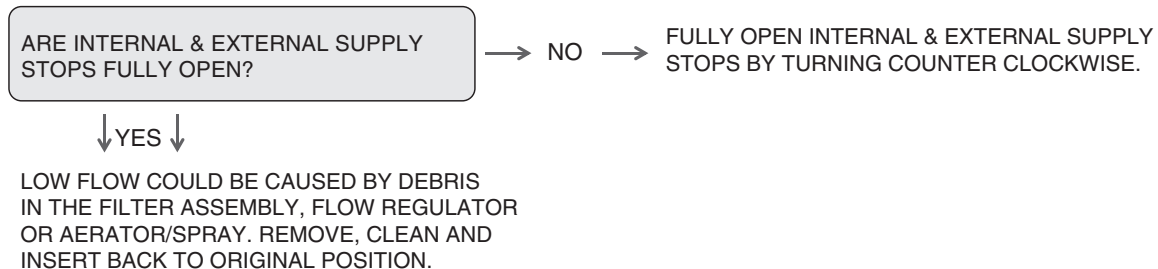 ARE INTERNAL & EXTERNAL SUPPLY
STOPS FULLY OPEN?
NO
FULLY OPEN INTERNAL & EXTERNAL SUPPLY
STOPS BY TURNING COUNTER CLOCKWISE.
YES
LOW FLOW COULD BE CAUSED BY DEBRIS
IN THE FILTER ASSEMBLY, FLOW REGULATOR
OR AERATOR/SPRAY. REMOVE, CLEAN AND
INSERT BACK TO ORIGINAL POSITION.